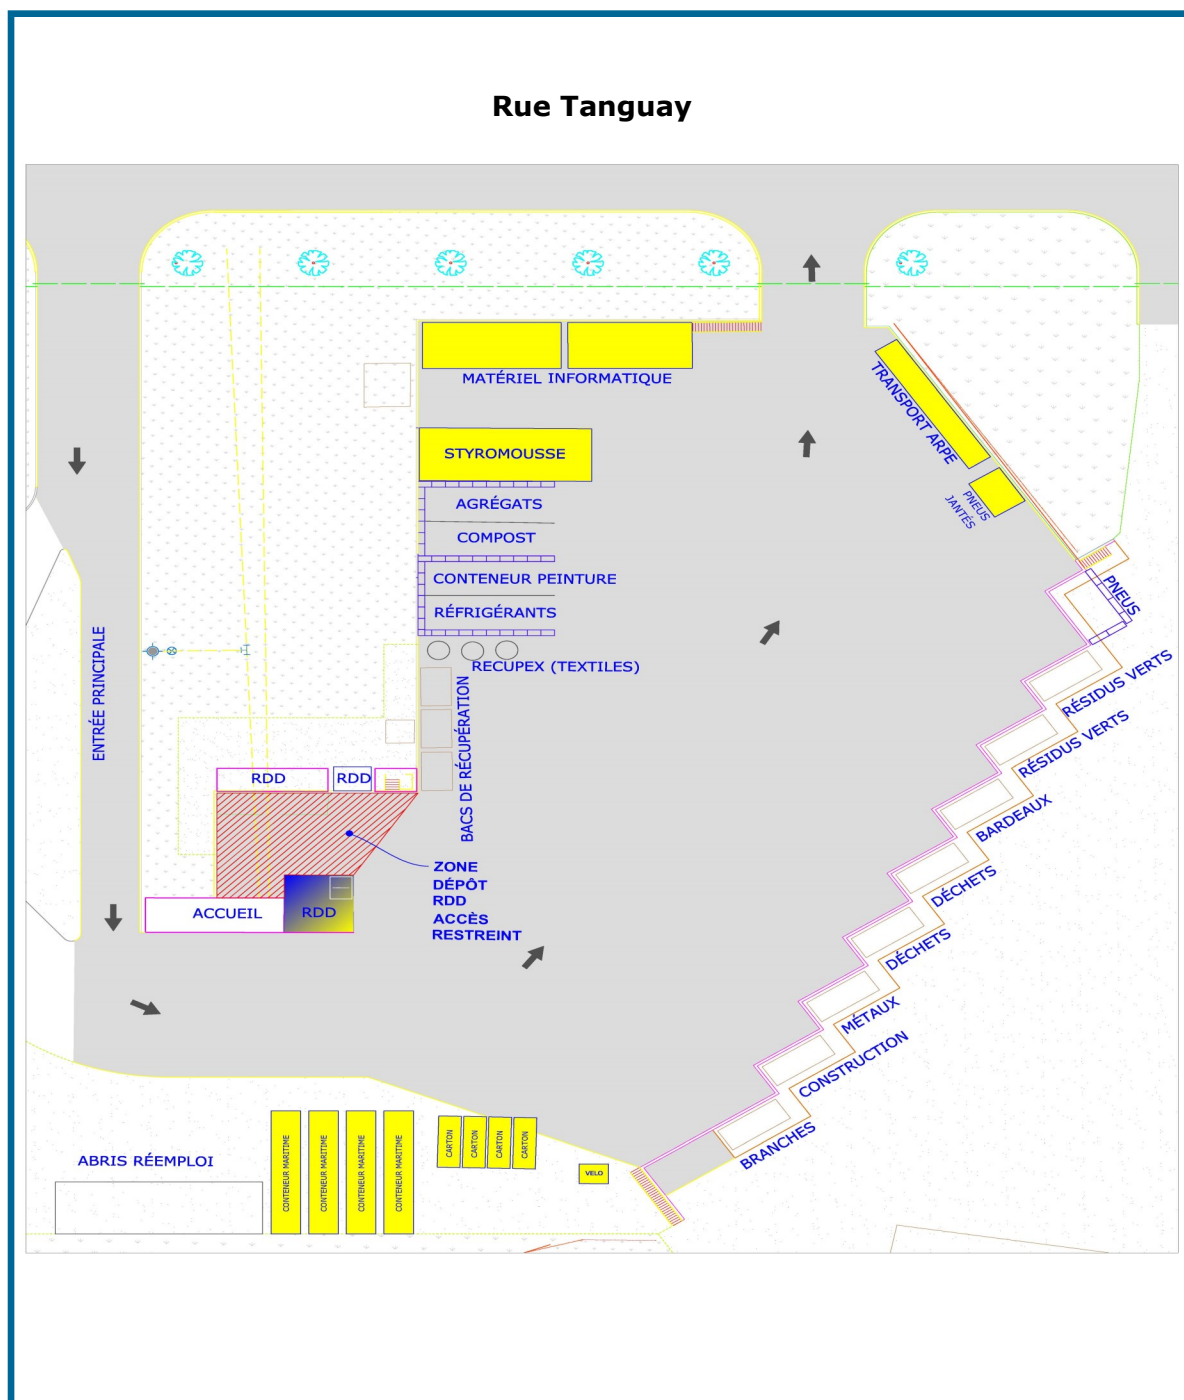 Rue Tanguay
MATÉRIEL INFORMATIQUE
TRANSPORT ARPE
STYROMOUSSE
PNEUS
JANTÉS
AGRÉGATS
COMPOST
CONTENEUR PEINTURE
PNEUS
RÉFRIGÉRANTS
RECUPEX (TEXTILES)
ENTRÉE PRINCIPALE
BACS DE RÉCUPÉRATION
RÉSIDUS VERTS
RÉSIDUS VERTS
RDD
RDD
BARDEAUX
ZONE
DÉPÔT
RDD
ACCÈS
RESTREINT
ACCUEIL
RDD
DÉCHETS
DÉCHETS
MÉTAUX
CONSTRUCTION
BRANCHES
ABRIS RÉEMPLOI
CONTENEUR MARITIME
CONTENEUR MARITIME
CONTENEUR MARITIME
CONTENEUR MARITIME
CARTON
CARTON
CARTON
CARTON
VELO